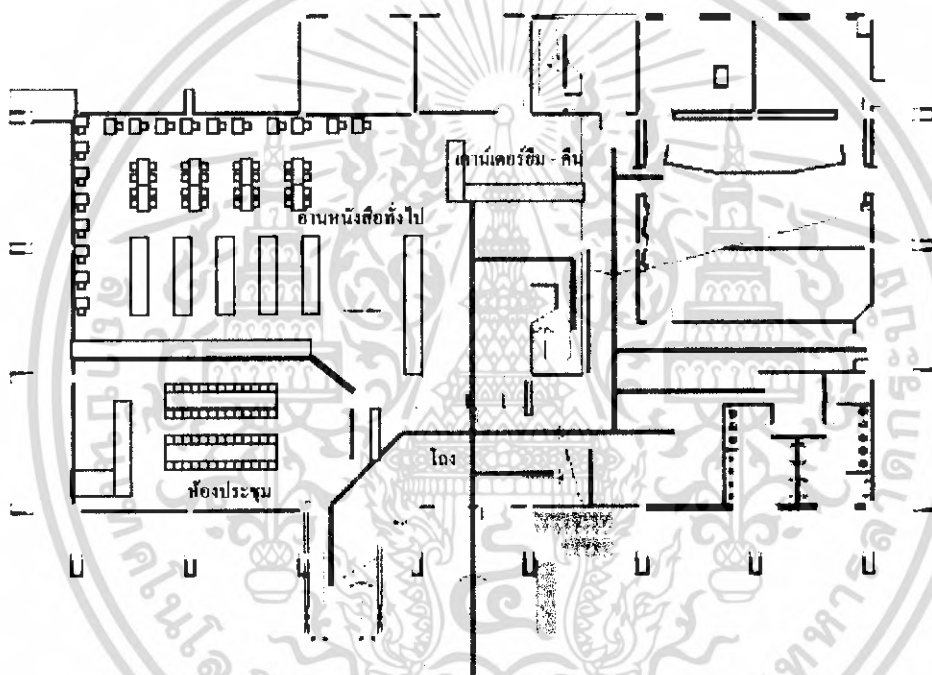 เคาน์เตอร์ยืม - คืน
อ่านหนังสือทั่งไป
โถง
ห้องประชุม